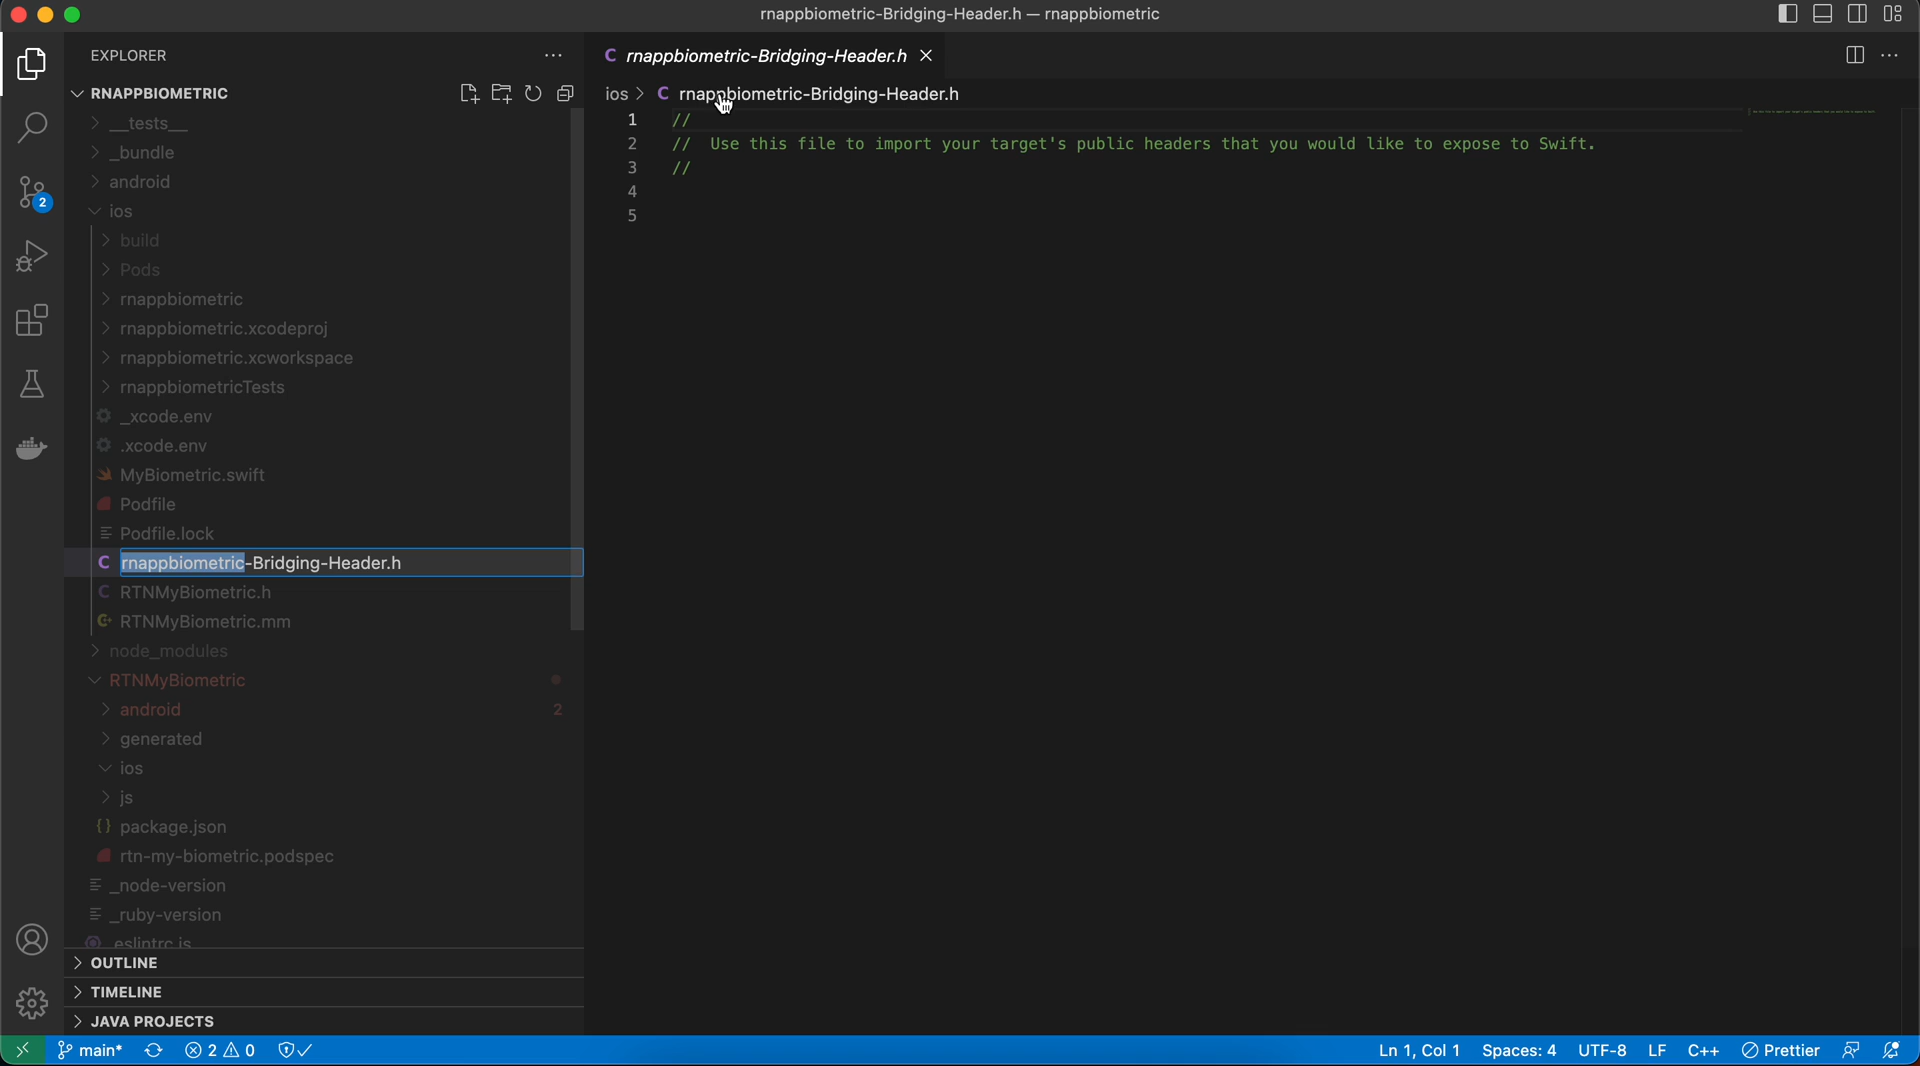 rnappbiometric-Bridging-Header.h — rnappbiometric
EXPLORER
RNAPPBIOMETRIC
__tests__
_bundle
android
ios
build
Pods
rnappbiometric
rnappbiometric.xcodeproj
rnappbiometric.xcworkspace
rnappbiometricTests
_xcode.env
.xcode.env
MyBiometric.swift
Podfile
Podfile.lock
C rnappbiometric-Bridging-Header.h
C RTNMyBiometric.h
RTNMyBiometric.mm
node_modules
RTNMyBiometric
android 2
generated
ios
js
{} package.json
rtn-my-biometric.podspec
_node-version
_ruby-version
eslintrc.js
OUTLINE
TIMELINE
JAVA PROJECTS
2
C rnappbiometric-Bridging-Header.h
ios > C rnappbiometric-Bridging-Header.h
1 //
2 // Use this file to import your target's public headers that you would like to expose to Swift.
3 //
4
5
main* 2 0
Ln 1, Col 1 Spaces: 4 UTF-8 LF C++ Prettier